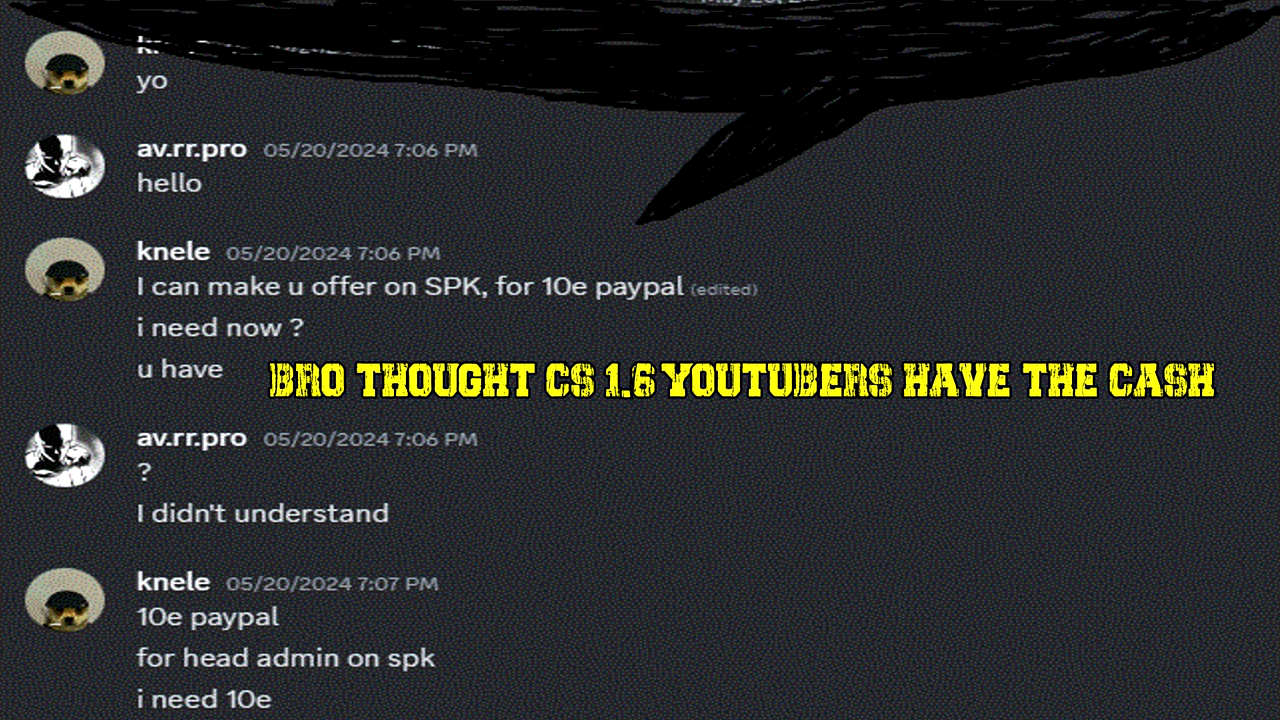 yo
av.rr.pro 05/20/2024 7:06 PM
hello
knele 05/20/2024 7:06 PM
I can make u offer on SPK, for 10e paypal (edited)
i need now ?
u have
BRO THOUGHT CS 1.6 YOUTUBERS HAVE THE CASH
av.rr.pro 05/20/2024 7:06 PM
?
I didn't understand
knele 05/20/2024 7:07 PM
10e paypal
for head admin on spk
i need 10e